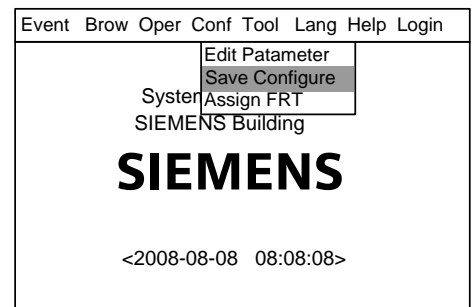 Event Brow Oper Conf Tool Lang Help Login
Edit Patameter
Save Configure
Assign FRT
SIEMENS Building
SIEMENS
<2008-08-08 08:08:08>